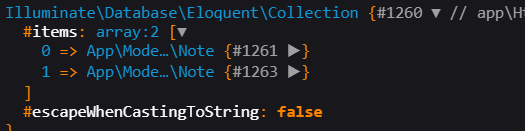 Illuminate\Database\Eloquent\Collection {#1260 ▼ // app\H
#items: array:2 [▼
0 => App\Mode…\Note {#1261 ▶}
1 => App\Mode…\Note {#1263 ▶}
]
#escapeWhenCastingToString: false
}